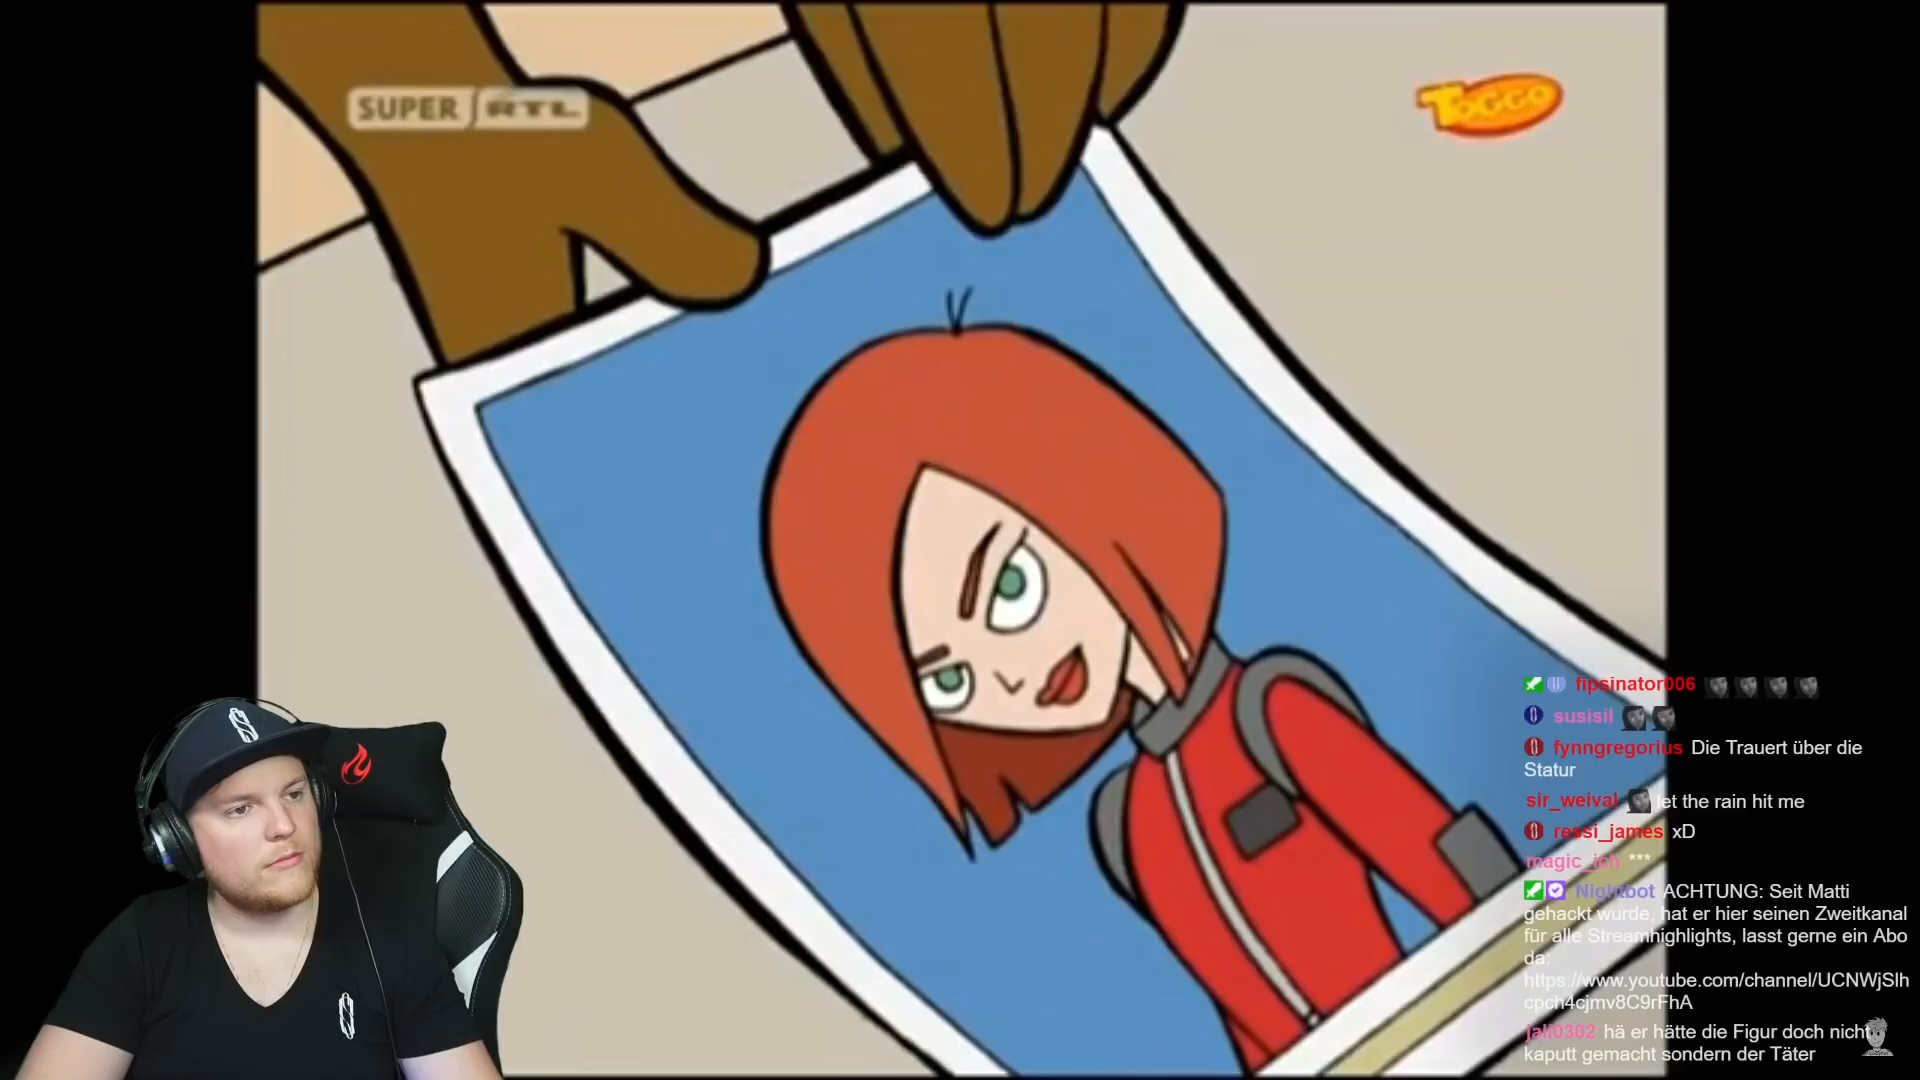 SUPER RTL
TOGGO
fipsinator006
susisil
fynngregorius Die Trauert über die
Statur
sir_weival let the rain hit me
ressi_james xD
magic_ich ***
Nightbot ACHTUNG: Seit Matti
gehackt wurde, hat er hier seinen Zweitkanal
für alle Streamhighlights, lasst gerne ein Abo
da:
https://www.youtube.com/channel/UCNWjSlh
cpch4cjmv8C9rFhA
jali0302 hä er hätte die Figur doch nicht
kaputt gemacht sondern der Täter